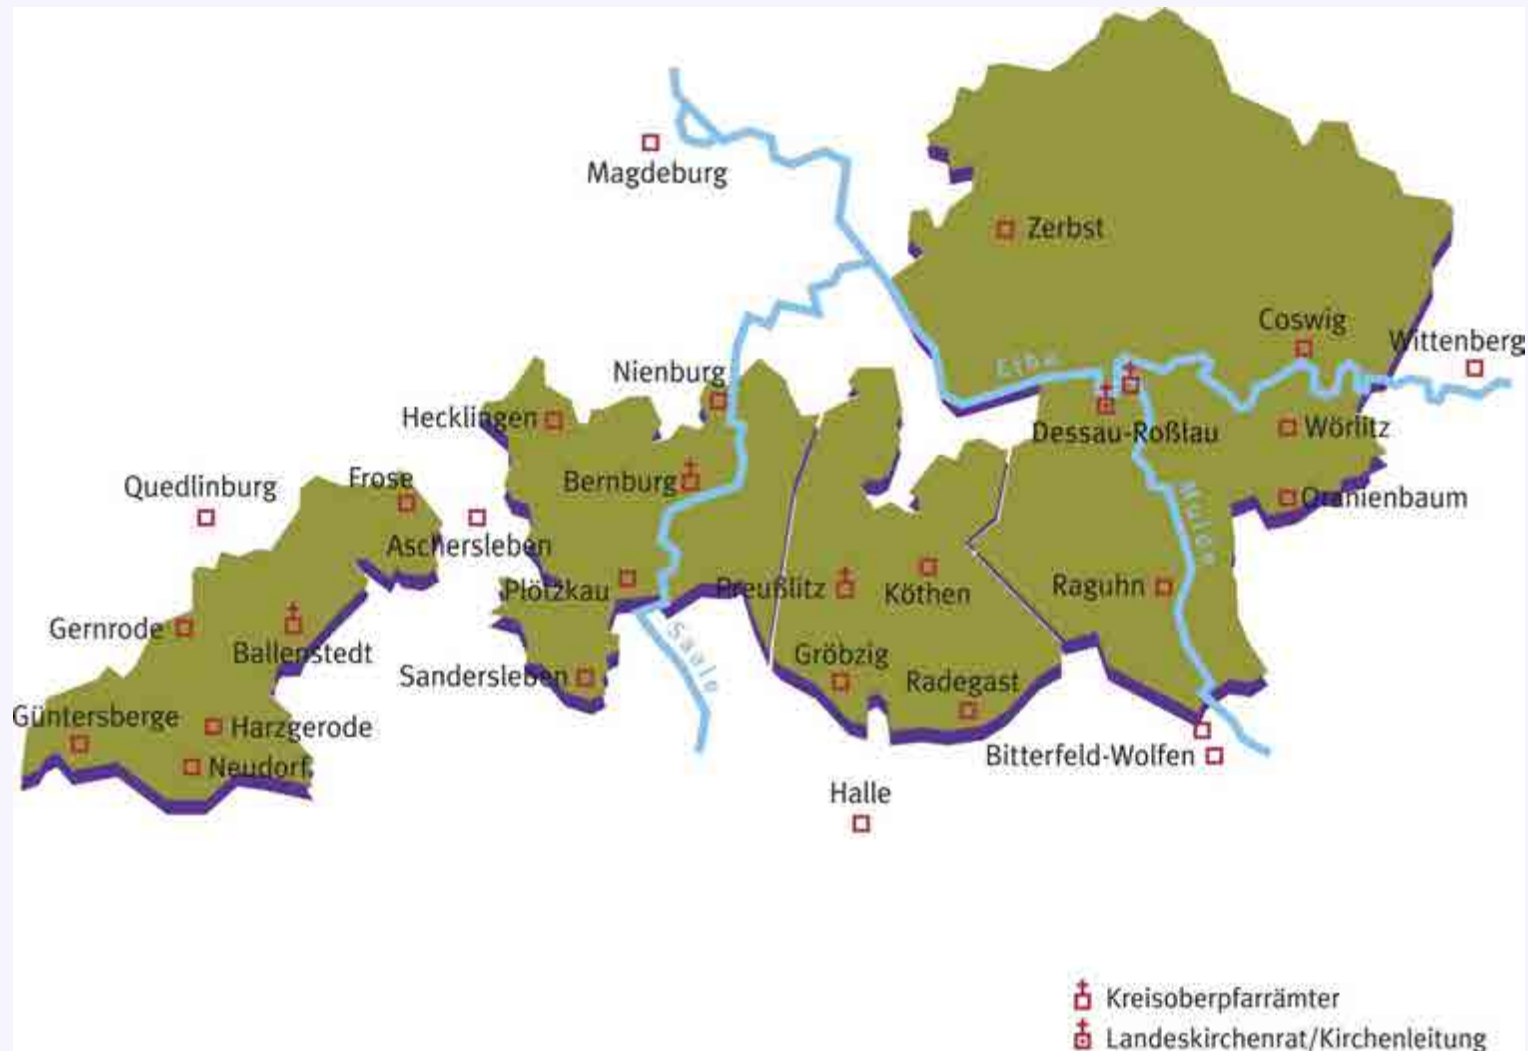 Magdeburg
Zerbst
Coswig
Wittenberg
Elbe
Nienburg
Hecklingen
Dessau-Roßlau
Wörlitz
Bernburg
Frose
Quedlinburg
Oranienbaum
Mulde
Aschersleben
Plötzkau
Preußlitz
Köthen
Raguhn
Gernrode
Ballenstedt
Saale
Gröbzig
Sandersleben
Radegast
Güntersberge
Harzgerode
Bitterfeld-Wolfen
Neudorf
Halle
Kreisoberpfarrämter
Landeskirchenrat/Kirchenleitung